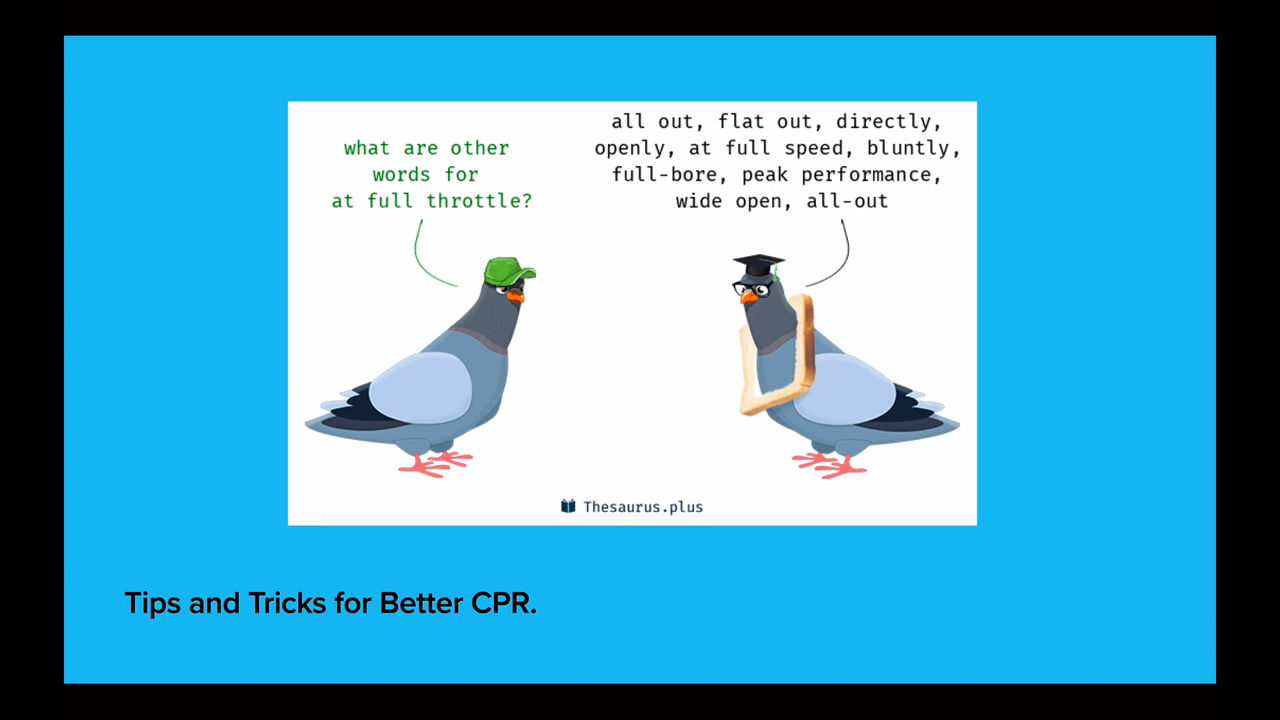 what are other
words for
at full throttle?
all out, flat out, directly,
openly, at full speed, bluntly,
full-bore, peak performance,
wide open, all-out
Thesaurus.plus
Tips and Tricks for Better CPR.